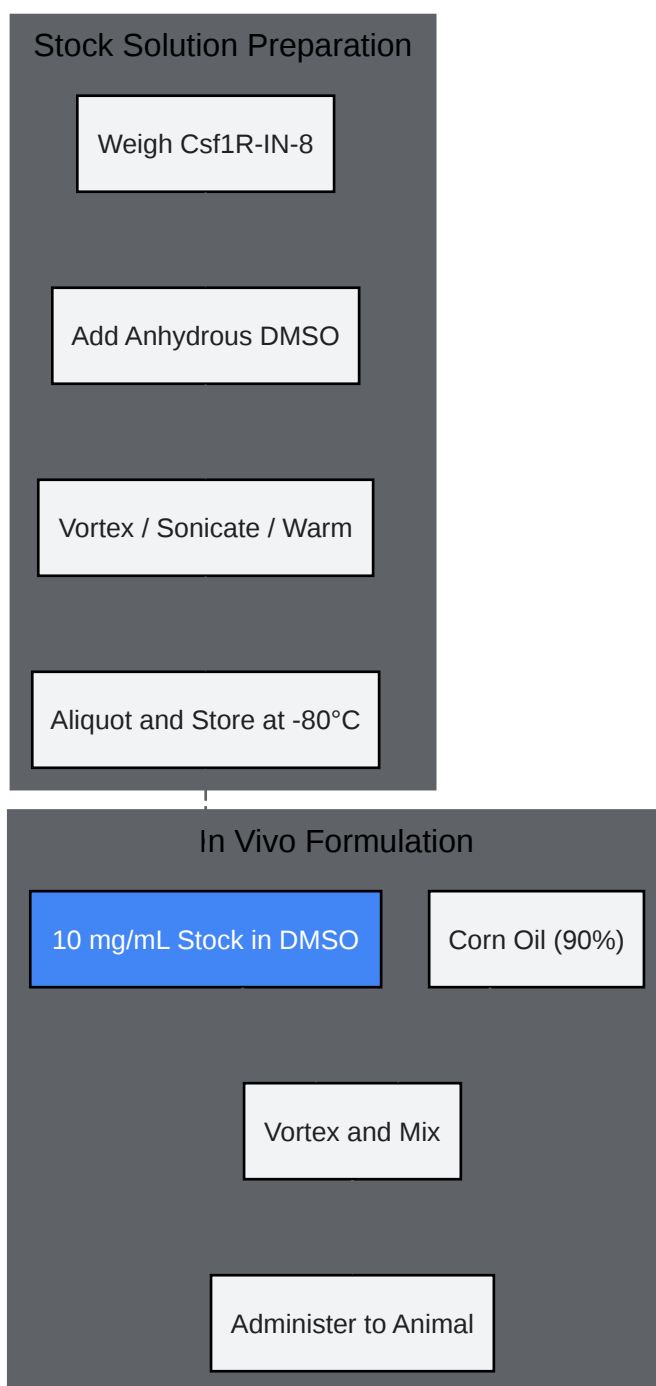 Stock Solution Preparation
Weigh Csf1R-IN-8
Add Anhydrous DMSO
Vortex / Sonicate / Warm
Aliquot and Store at -80°C
In Vivo Formulation
10 mg/mL Stock in DMSO
Corn Oil (90%)
Vortex and Mix
Administer to Animal